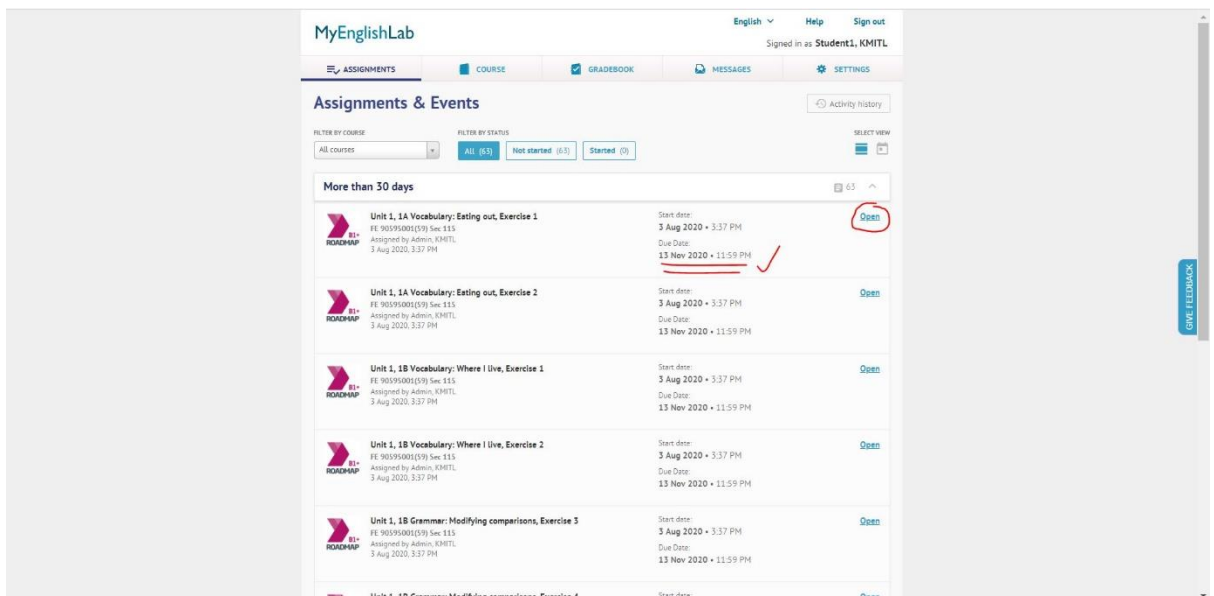 MyEnglishLab
English Help Sign out
Signed in as Student1, KMITL
ASSIGNMENTS COURSE GRADEBOOK MESSAGES SETTINGS
Assignments & Events
Activity history
FILTER BY COURSE FILTER BY STATUS SELECT VIEW
All courses All (63) Not started (63) Started (0)
More than 30 days 63
Unit 1, 1A Vocabulary: Eating out, Exercise 1 Start date: Open
FE 90595001(59) Sec 115 3 Aug 2020 • 3:37 PM
B1+ ROADMAP Assigned by Admin, KMITL Due Date:
3 Aug 2020, 3:37 PM 13 Nov 2020 • 11:59 PM
Unit 1, 1A Vocabulary: Eating out, Exercise 2 Start date: Open
FE 90595001(59) Sec 115 3 Aug 2020 • 3:37 PM
B1+ ROADMAP Assigned by Admin, KMITL Due Date:
3 Aug 2020, 3:37 PM 13 Nov 2020 • 11:59 PM
Unit 1, 1B Vocabulary: Where I live, Exercise 1 Start date: Open
FE 90595001(59) Sec 115 3 Aug 2020 • 3:37 PM
B1+ ROADMAP Assigned by Admin, KMITL Due Date:
3 Aug 2020, 3:37 PM 13 Nov 2020 • 11:59 PM
Unit 1, 1B Vocabulary: Where I live, Exercise 2 Start date: Open
FE 90595001(59) Sec 115 3 Aug 2020 • 3:37 PM
B1+ ROADMAP Assigned by Admin, KMITL Due Date:
3 Aug 2020, 3:37 PM 13 Nov 2020 • 11:59 PM
Unit 1, 1B Grammar: Modifying comparisons, Exercise 3 Start date: Open
FE 90595001(59) Sec 115 3 Aug 2020 • 3:37 PM
B1+ ROADMAP Assigned by Admin, KMITL Due Date:
3 Aug 2020, 3:37 PM 13 Nov 2020 • 11:59 PM
GIVE FEEDBACK